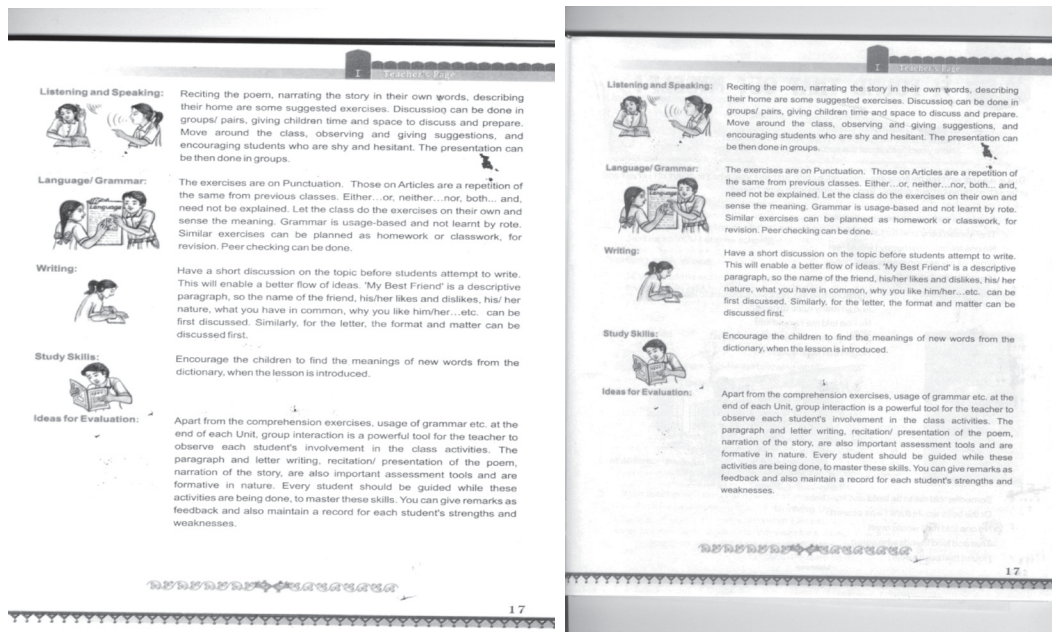 I Teacher's Page
Listening and Speaking:
Reciting the poem, narrating the story in their own words, describing
their home are some suggested exercises. Discussion can be done in
groups/ pairs, giving children time and space to discuss and prepare.
Move around the class, observing and giving suggestions, and
encouraging students who are shy and hesitant. The presentation can
be then done in groups.
Language/ Grammar:
The exercises are on Punctuation. Those on Articles are a repetition of
the same from previous classes. Either...or, neither...nor, both... and,
need not be explained. Let the class do the exercises on their own and
sense the meaning. Grammar is usage-based and not learnt by rote.
Similar exercises can be planned as homework or classwork, for
revision. Peer checking can be done.
Writing:
Have a short discussion on the topic before students attempt to write.
This will enable a better flow of ideas. 'My Best Friend' is a descriptive
paragraph, so the name of the friend, his/her likes and dislikes, his/ her
nature, what you have in common, why you like him/her...etc. can be
first discussed. Similarly, for the letter, the format and matter can be
discussed first.
Study Skills:
Encourage the children to find the meanings of new words from the
dictionary, when the lesson is introduced.
Ideas for Evaluation:
Apart from the comprehension exercises, usage of grammar etc. at the
end of each Unit, group interaction is a powerful tool for the teacher to
observe each student's involvement in the class activities. The
paragraph and letter writing, recitation/ presentation of the poem,
narration of the story, are also important assessment tools and are
formative in nature. Every student should be guided while these
activities are being done, to master these skills. You can give remarks as
feedback and also maintain a record for each student's strengths and
weaknesses.
17
I Teacher's Page
Listening and Speaking:
Reciting the poem, narrating the story in their own words, describing
their home are some suggested exercises. Discussion can be done in
groups/ pairs, giving children time and space to discuss and prepare.
Move around the class, observing and giving suggestions, and
encouraging students who are shy and hesitant. The presentation can
be then done in groups.
Language/ Grammar:
The exercises are on Punctuation. Those on Articles are a repetition of
the same from previous classes. Either...or, neither...nor, both... and,
need not be explained. Let the class do the exercises on their own and
sense the meaning. Grammar is usage-based and not learnt by rote.
Similar exercises can be planned as homework or classwork, for
revision. Peer checking can be done.
Writing:
Have a short discussion on the topic before students attempt to write.
This will enable a better flow of ideas. 'My Best Friend' is a descriptive
paragraph, so the name of the friend, his/her likes and dislikes, his/ her
nature, what you have in common, why you like him/her...etc. can be
first discussed. Similarly, for the letter, the format and matter can be
discussed first.
Study Skills:
Encourage the children to find the meanings of new words from the
dictionary, when the lesson is introduced.
Ideas for Evaluation:
Apart from the comprehension exercises, usage of grammar etc. at the
end of each Unit, group interaction is a powerful tool for the teacher to
observe each student's involvement in the class activities. The
paragraph and letter writing, recitation/ presentation of the poem,
narration of the story, are also important assessment tools and are
formative in nature. Every student should be guided while these
activities are being done, to master these skills. You can give remarks as
feedback and also maintain a record for each student's strengths and
weaknesses.
17